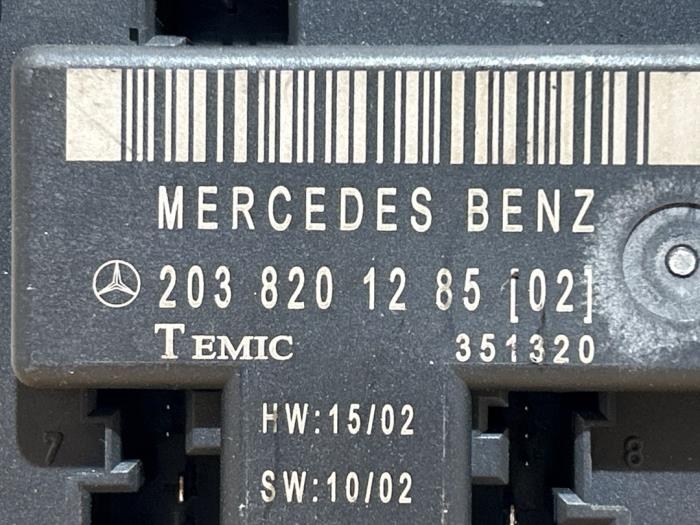 MERCEDES BENZ
203 820 12 85 [02]
TEMIC 351320
HW:15/02
7 8
SW:10/02